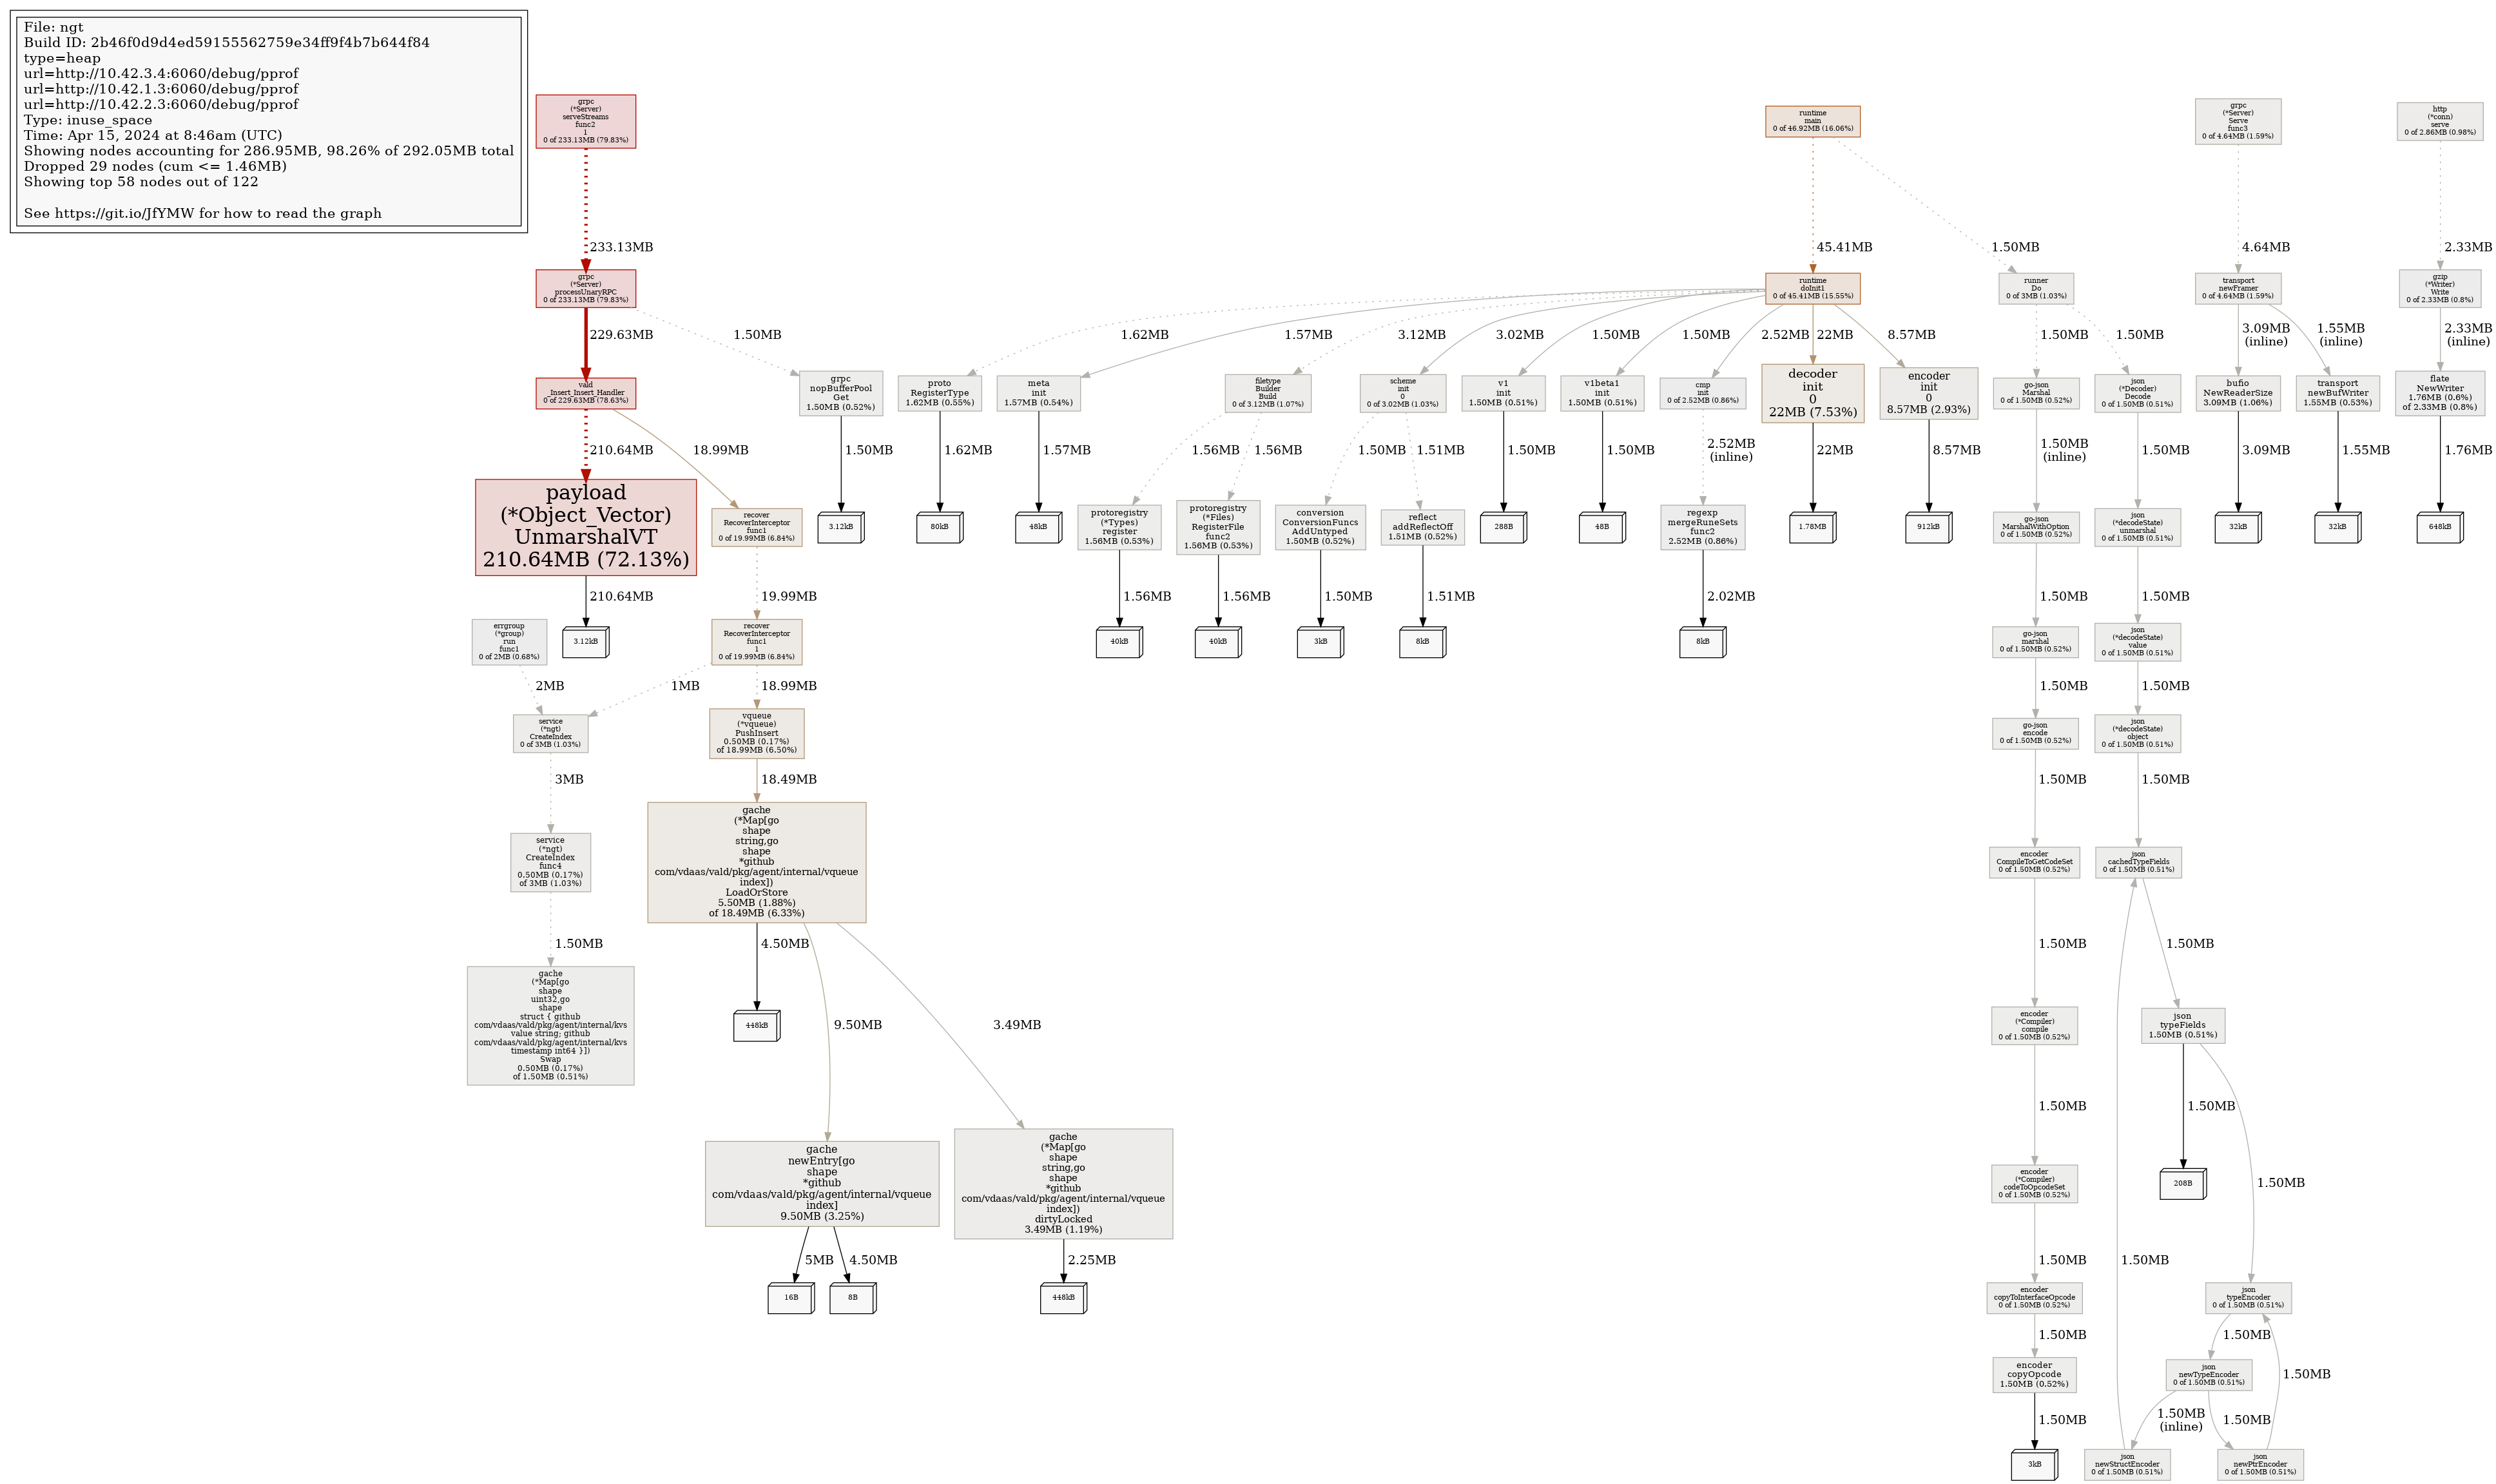 File: ngt
Build ID: 2b46f0d9d4ed59155562759e34ff9f4b7b644f84
type=heap
url=http://10.42.3.4:6060/debug/pprof
url=http://10.42.1.3:6060/debug/pprof
url=http://10.42.2.3:6060/debug/pprof
Type: inuse_space
Time: Apr 15, 2024 at 8:46am (UTC)
Showing nodes accounting for 286.95MB, 98.26% of 292.05MB total
Dropped 29 nodes (cum <= 1.46MB)
Showing top 58 nodes out of 122
See https://git.io/JfYMW for how to read the graph
grpc
(*Server)
serveStreams
func2
1
0 of 233.13MB (79.83%)
runtime
main
0 of 46.92MB (16.06%)
grpc
(*Server)
Serve
func3
0 of 4.64MB (1.59%)
http
(*conn)
serve
0 of 2.86MB (0.98%)
233.13MB
45.41MB
1.50MB
4.64MB
2.33MB
grpc
(*Server)
processUnaryRPC
0 of 233.13MB (79.83%)
runtime
doInit1
0 of 45.41MB (15.55%)
runner
Do
0 of 3MB (1.03%)
transport
newFramer
0 of 4.64MB (1.59%)
gzip
(*Writer)
Write
0 of 2.33MB (0.8%)
229.63MB
1.50MB
1.62MB
1.57MB
3.12MB
3.02MB
1.50MB
1.50MB
2.52MB
22MB
8.57MB
1.50MB
1.50MB
3.09MB
(inline)
1.55MB
(inline)
2.33MB
(inline)
vald
_Insert_Insert_Handler
0 of 229.63MB (78.63%)
grpc
nopBufferPool
Get
1.50MB (0.52%)
proto
RegisterType
1.62MB (0.55%)
meta
init
1.57MB (0.54%)
filetype
Builder
Build
0 of 3.12MB (1.07%)
scheme
init
0
0 of 3.02MB (1.03%)
v1
init
1.50MB (0.51%)
v1beta1
init
1.50MB (0.51%)
cmp
init
0 of 2.52MB (0.86%)
decoder
init
0
22MB (7.53%)
encoder
init
0
8.57MB (2.93%)
go-json
Marshal
0 of 1.50MB (0.52%)
json
(*Decoder)
Decode
0 of 1.50MB (0.51%)
bufio
NewReaderSize
3.09MB (1.06%)
transport
newBufWriter
1.55MB (0.53%)
flate
NewWriter
1.76MB (0.6%)
of 2.33MB (0.8%)
210.64MB
18.99MB
1.50MB
1.62MB
1.57MB
1.56MB
1.56MB
1.50MB
1.51MB
1.50MB
1.50MB
2.52MB
(inline)
22MB
8.57MB
1.50MB
(inline)
1.50MB
3.09MB
1.55MB
1.76MB
payload
(*Object_Vector)
UnmarshalVT
210.64MB (72.13%)
recover
RecoverInterceptor
func1
0 of 19.99MB (6.84%)
3.12kB
80kB
48kB
protoregistry
(*Types)
register
1.56MB (0.53%)
protoregistry
(*Files)
RegisterFile
func2
1.56MB (0.53%)
conversion
ConversionFuncs
AddUntyped
1.50MB (0.52%)
reflect
addReflectOff
1.51MB (0.52%)
288B
48B
regexp
mergeRuneSets
func2
2.52MB (0.86%)
1.78MB
912kB
go-json
MarshalWithOption
0 of 1.50MB (0.52%)
json
(*decodeState)
unmarshal
0 of 1.50MB (0.51%)
32kB
32kB
648kB
210.64MB
19.99MB
1.56MB
1.56MB
1.50MB
1.51MB
2.02MB
1.50MB
1.50MB
errgroup
(*group)
run
func1
0 of 2MB (0.68%)
3.12kB
recover
RecoverInterceptor
func1
1
0 of 19.99MB (6.84%)
40kB
40kB
3kB
8kB
8kB
go-json
marshal
0 of 1.50MB (0.52%)
json
(*decodeState)
value
0 of 1.50MB (0.51%)
2MB
1MB
18.99MB
1.50MB
1.50MB
service
(*ngt)
CreateIndex
0 of 3MB (1.03%)
vqueue
(*vqueue)
PushInsert
0.50MB (0.17%)
of 18.99MB (6.50%)
go-json
encode
0 of 1.50MB (0.52%)
json
(*decodeState)
object
0 of 1.50MB (0.51%)
3MB
18.49MB
1.50MB
1.50MB
service
(*ngt)
CreateIndex
func4
0.50MB (0.17%)
of 3MB (1.03%)
gache
(*Map[go
shape
string,go
shape
*github
com/vdaas/vald/pkg/agent/internal/vqueue
index])
LoadOrStore
5.50MB (1.88%)
of 18.49MB (6.33%)
encoder
CompileToGetCodeSet
0 of 1.50MB (0.52%)
json
cachedTypeFields
0 of 1.50MB (0.51%)
1.50MB
4.50MB
9.50MB
3.49MB
1.50MB
1.50MB
gache
(*Map[go
shape
uint32,go
shape
struct { github
com/vdaas/vald/pkg/agent/internal/kvs
value string; github
com/vdaas/vald/pkg/agent/internal/kvs
timestamp int64 }])
Swap
0.50MB (0.17%)
of 1.50MB (0.51%)
448kB
encoder
(*Compiler)
compile
0 of 1.50MB (0.52%)
json
typeFields
1.50MB (0.51%)
1.50MB
1.50MB
1.50MB
1.50MB
gache
newEntry[go
shape
*github
com/vdaas/vald/pkg/agent/internal/vqueue
index]
9.50MB (3.25%)
gache
(*Map[go
shape
string,go
shape
*github
com/vdaas/vald/pkg/agent/internal/vqueue
index])
dirtyLocked
3.49MB (1.19%)
encoder
(*Compiler)
codeToOpcodeSet
0 of 1.50MB (0.52%)
208B
5MB
4.50MB
2.25MB
1.50MB
16B
8B
448kB
encoder
copyToInterfaceOpcode
0 of 1.50MB (0.52%)
json
typeEncoder
0 of 1.50MB (0.51%)
1.50MB
1.50MB
encoder
copyOpcode
1.50MB (0.52%)
json
newTypeEncoder
0 of 1.50MB (0.51%)
1.50MB
1.50MB
1.50MB
(inline)
1.50MB
3kB
json
newStructEncoder
0 of 1.50MB (0.51%)
json
newPtrEncoder
0 of 1.50MB (0.51%)